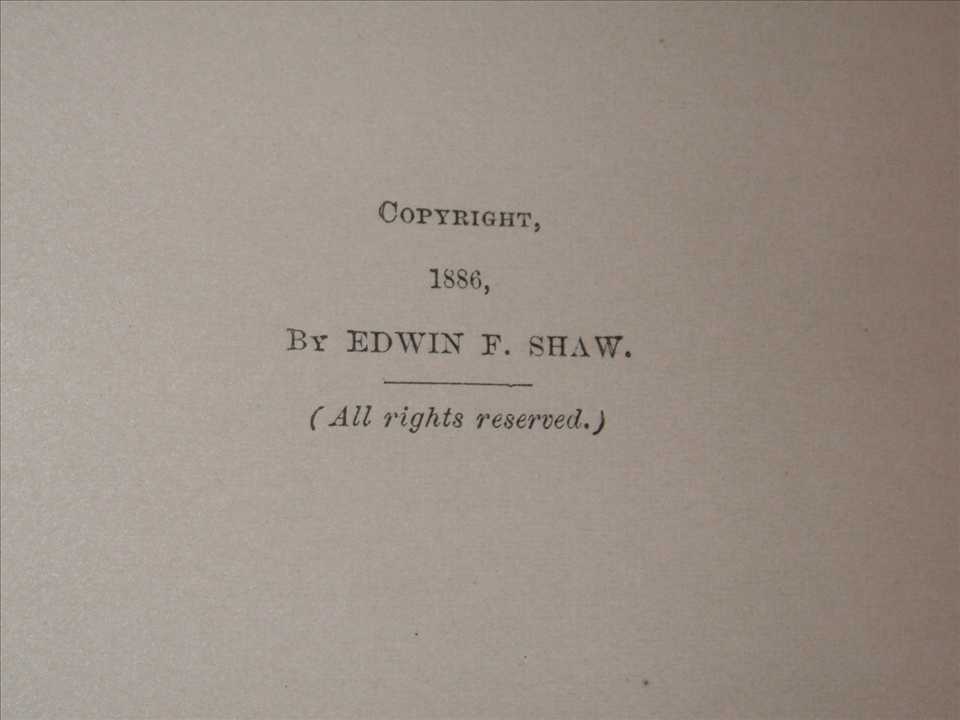 COPYRIGHT,
1886,
BY EDWIN F. SHAW.
(All rights reserved.)